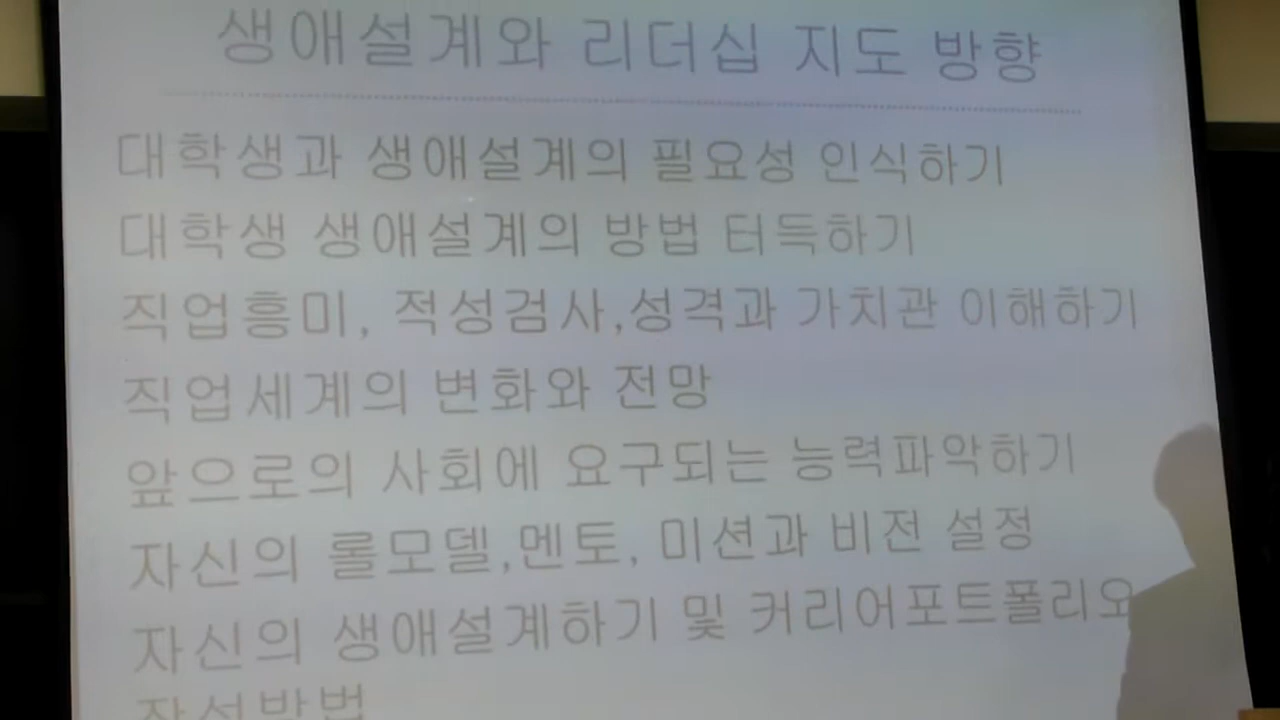 생애설계와 리더십 지도 방향
대학생과 생애설계의 필요성 인식하기
대학생 생애설계의 방법 터득하기
직업흥미, 적성검사,성격과 가치관 이해하기
직업세계의 변화와 전망
앞으로의 사회에 요구되는 능력파악하기
자신의 롤모델,멘토, 미션과 비전 설정
자신의 생애설계하기 및 커리어포트폴리오
작성방법